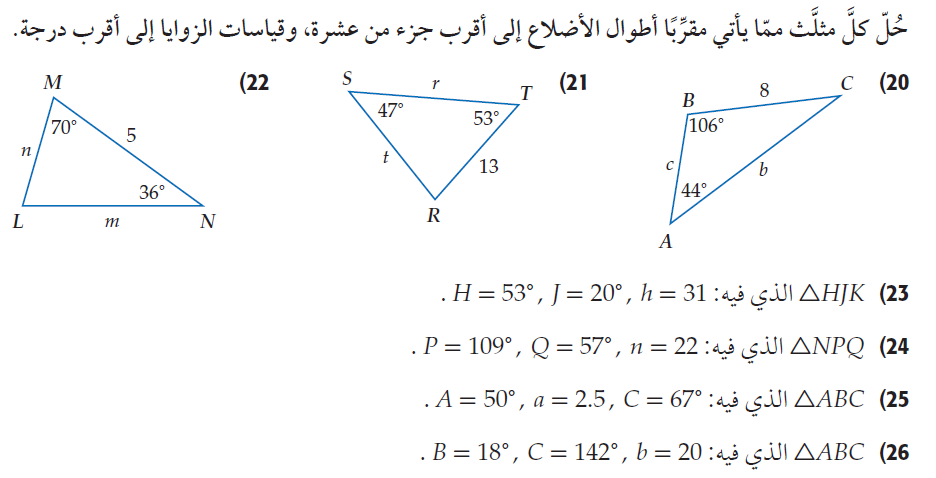 حُلّ كلَّ مثلَّث ممّا يأتي مقرِّبًا أطوال الأضلاع إلى أقرب جزء من عشرة، وقياسات الزوايا إلى أقرب درجة.
(20
C
8
B
106°
c
b
44°
A
(21
S
r
T
47°
53°
t
13
R
(22
M
70°
5
n
36°
L
m
N
(23 △HJK الذي فيه: H = 53°, J = 20°, h = 31 .
(24 △NPQ الذي فيه: P = 109°, Q = 57°, n = 22 .
(25 △ABC الذي فيه: A = 50°, a = 2.5, C = 67° .
(26 △ABC الذي فيه: B = 18°, C = 142°, b = 20 .